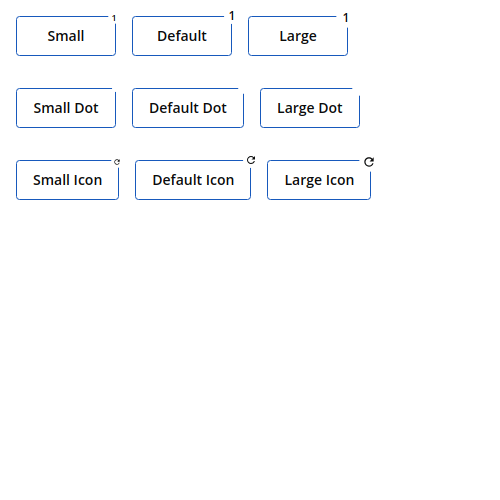 Small 1 Default 1 Large 1
Small Dot Default Dot Large Dot
Small Icon Default Icon Large Icon